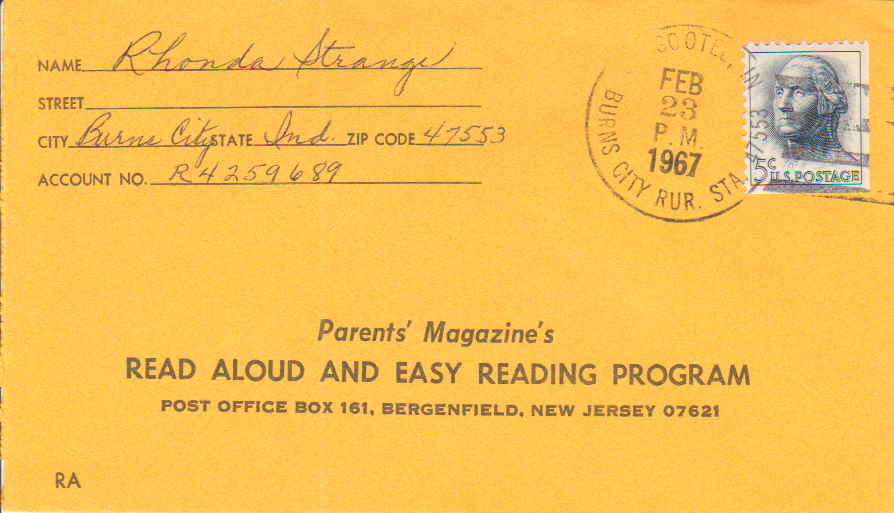 NAME Rhonda Strange
STREET
CITY Burns City STATE Ind. ZIP CODE 47553
ACCOUNT NO. R4259689
FEB
23
P.M.
1967
BURNS CITY RUR. STA. 47553
5¢
U.S. POSTAGE
Parents' Magazine's
READ ALOUD AND EASY READING PROGRAM
POST OFFICE BOX 161, BERGENFIELD, NEW JERSEY 07621
RA